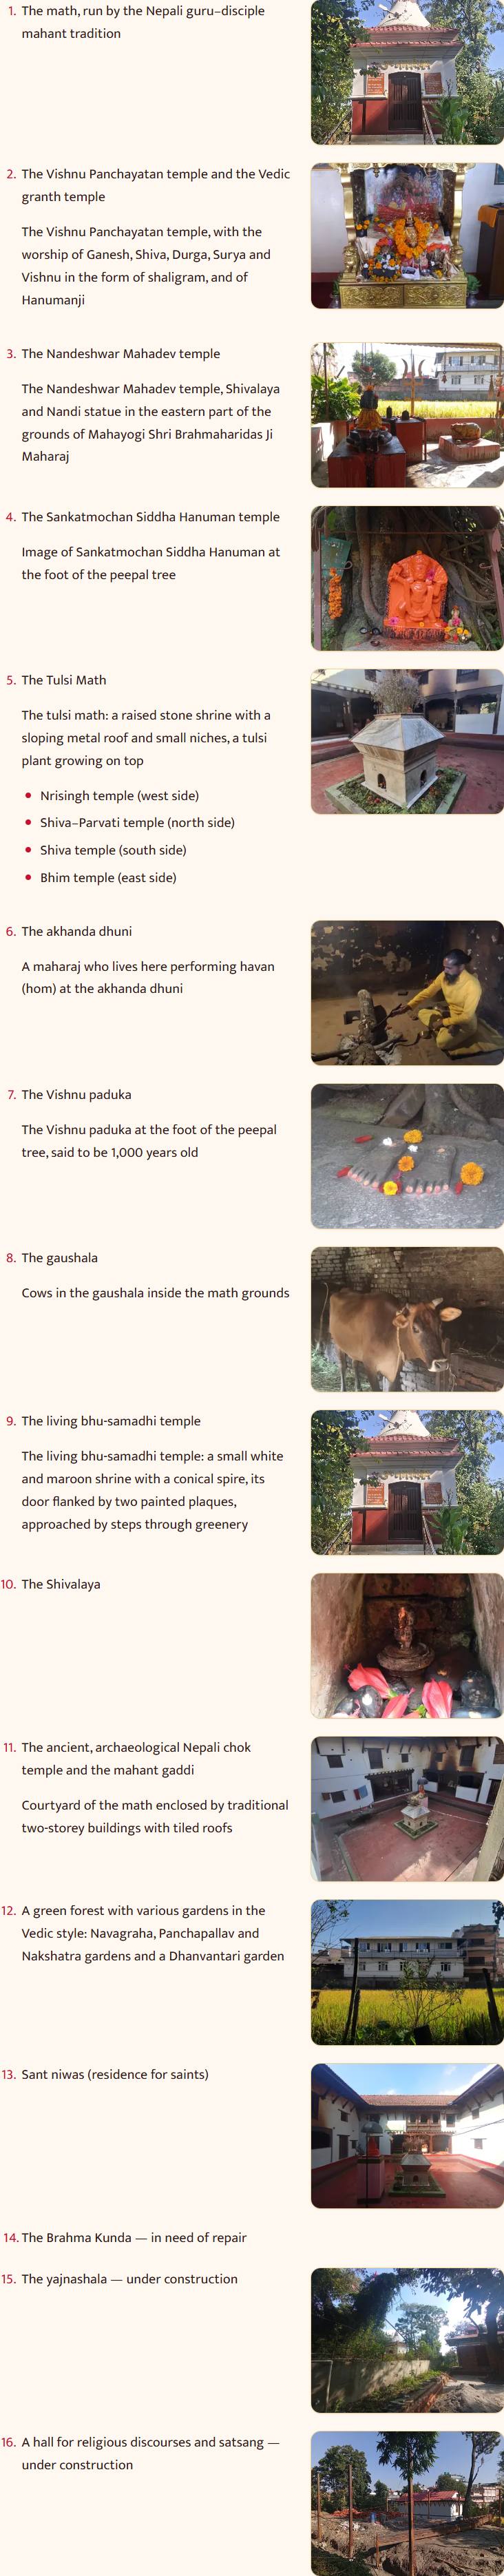 1. The math, run by the Nepali guru–disciple
mahant tradition
2. The Vishnu Panchayatan temple and the Vedic
granth temple
The Vishnu Panchayatan temple, with the
worship of Ganesh, Shiva, Durga, Surya and
Vishnu in the form of shaligram, and of
Hanumanji
3. The Nandeshwar Mahadev temple
The Nandeshwar Mahadev temple, Shivalaya
and Nandi statue in the eastern part of the
grounds of Mahayogi Shri Brahmaharidas Ji
Maharaj
4. The Sankatmochan Siddha Hanuman temple
Image of Sankatmochan Siddha Hanuman at
the foot of the peepal tree
5. The Tulsi Math
The tulsi math: a raised stone shrine with a
sloping metal roof and small niches, a tulsi
plant growing on top
• Nrisingh temple (west side)
• Shiva–Parvati temple (north side)
• Shiva temple (south side)
• Bhim temple (east side)
6. The akhanda dhuni
A maharaj who lives here performing havan
(hom) at the akhanda dhuni
7. The Vishnu paduka
The Vishnu paduka at the foot of the peepal
tree, said to be 1,000 years old
8. The gaushala
Cows in the gaushala inside the math grounds
9. The living bhu-samadhi temple
The living bhu-samadhi temple: a small white
and maroon shrine with a conical spire, its
door flanked by two painted plaques,
approached by steps through greenery
10. The Shivalaya
11. The ancient, archaeological Nepali chok
temple and the mahant gaddi
Courtyard of the math enclosed by traditional
two-storey buildings with tiled roofs
12. A green forest with various gardens in the
Vedic style: Navagraha, Panchapallav and
Nakshatra gardens and a Dhanvantari garden
13. Sant niwas (residence for saints)
14. The Brahma Kunda — in need of repair
15. The yajnashala — under construction
16. A hall for religious discourses and satsang —
under construction